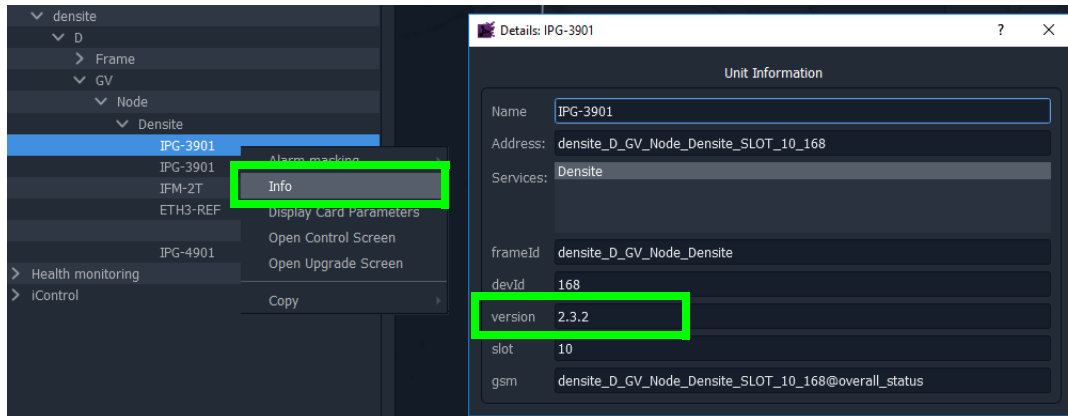 densite
D
Frame
GV
Node
Densite
IPG-3901
IPG-3901
IFM-2T
ETH3-REF
IPG-4901
Health monitoring
iControl
Alarm masking
Info
Display Card Parameters
Open Control Screen
Open Upgrade Screen
Copy
Details: IPG-3901 ?
Unit Information
Name IPG-3901
Address: densite_D_GV_Node_Densite_SLOT_10_168
Services: Densite
frameId densite_D_GV_Node_Densite
devId 168
version 2.3.2
slot 10
gsm densite_D_GV_Node_Densite_SLOT_10_168@overall_status